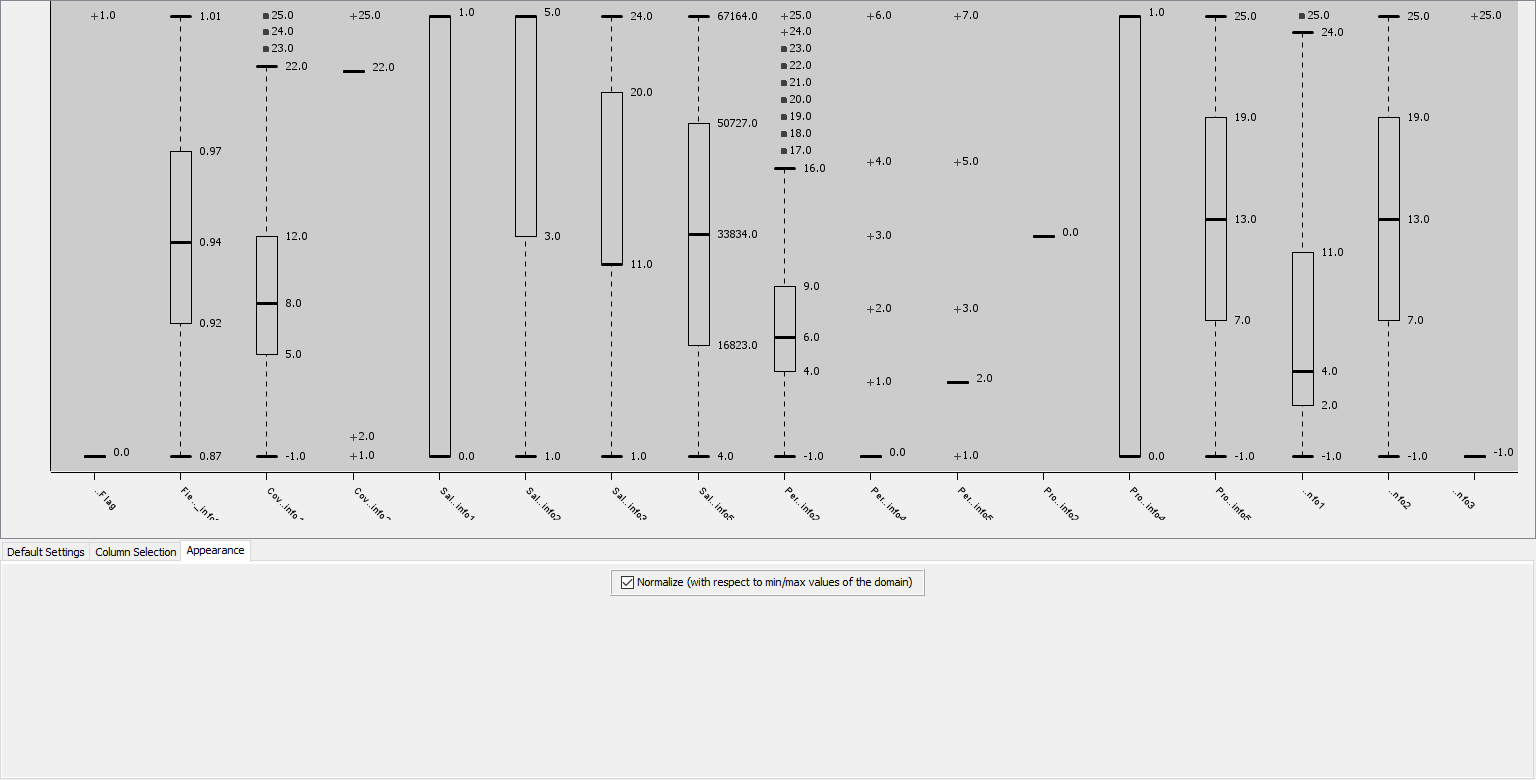 +1.0 1.01 25.0 +25.0 1.0 5.0 24.0 67164.0 +25.0 +6.0 +7.0 1.0 25.0 25.0 25.0 +25.0
24.0 +24.0 24.0
23.0 23.0
22.0 22.0 22.0
21.0
20.0 20.0
19.0 19.0 19.0
50727.0
18.0
0.97 17.0
16.0 +4.0 +5.0
13.0 13.0
12.0 3.0 33834.0 +3.0 0.0
0.94
11.0 11.0
9.0
8.0 +2.0 +3.0
0.92 7.0 7.0
6.0
16823.0
5.0
4.0 4.0
+1.0 2.0
2.0
+2.0
0.0 0.87 -1.0 +1.0 0.0 1.0 1.0 4.0 -1.0 0.0 +1.0 0.0 -1.0 -1.0 -1.0 -1.0
...Flag Fle..._info1 Cov..info Cov..info Sal..info1 Sal..info2 Sal..info3 Sal..info5 Per..info2 Per..info4 Per..info5 Pro..info2 Pro..info4 Pro..info5 ..nfo1 ..nfo2 ..nfo3
Default Settings Column Selection Appearance
Normalize (with respect to min/max values of the domain)